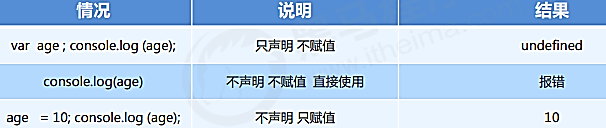 情况 说明 结果
var age ; console.log (age); 只声明 不赋值 undefined
console.log(age) 不声明 不赋值 直接使用 报错
age = 10; console.log (age); 不声明 只赋值 10